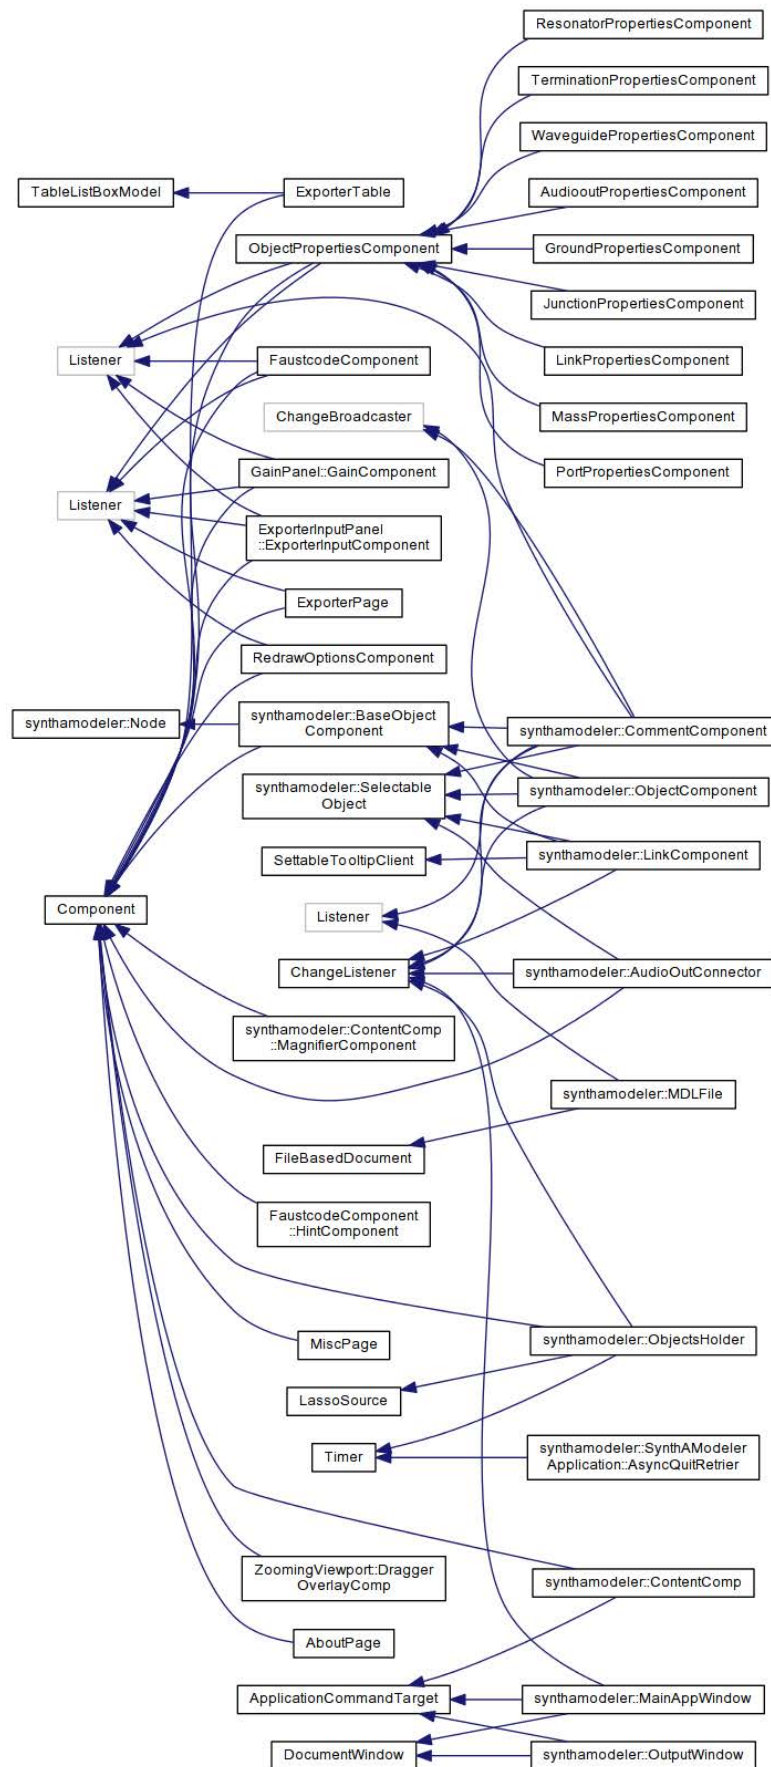 ResonatorPropertiesComponent
TerminationPropertiesComponent
WaveguidePropertiesComponent
TableListBoxModel
ExporterTable
AudiooutPropertiesComponent
ObjectPropertiesComponent
GroundPropertiesComponent
JunctionPropertiesComponent
Listener
FaustcodeComponent
LinkPropertiesComponent
ChangeBroadcaster
MassPropertiesComponent
GainPanel::GainComponent
PortPropertiesComponent
Listener
ExporterInputPanel
::ExporterInputComponent
ExporterPage
RedrawOptionsComponent
synthamodeler::Node
synthamodeler::BaseObject
Component
synthamodeler::CommentComponent
synthamodeler::Selectable
Object
synthamodeler::ObjectComponent
SettableTooltipClient
synthamodeler::LinkComponent
Component
Listener
ChangeListener
synthamodeler::AudioOutConnector
synthamodeler::ContentComp
::MagnifierComponent
synthamodeler::MDLFile
FileBasedDocument
FaustcodeComponent
::HintComponent
MiscPage
synthamodeler::ObjectsHolder
LassoSource
Timer
synthamodeler::SynthAModeler
Application::AsyncQuitRetrier
ZoomingViewport::Dragger
OverlayComp
synthamodeler::ContentComp
AboutPage
ApplicationCommandTarget
synthamodeler::MainAppWindow
DocumentWindow
synthamodeler::OutputWindow